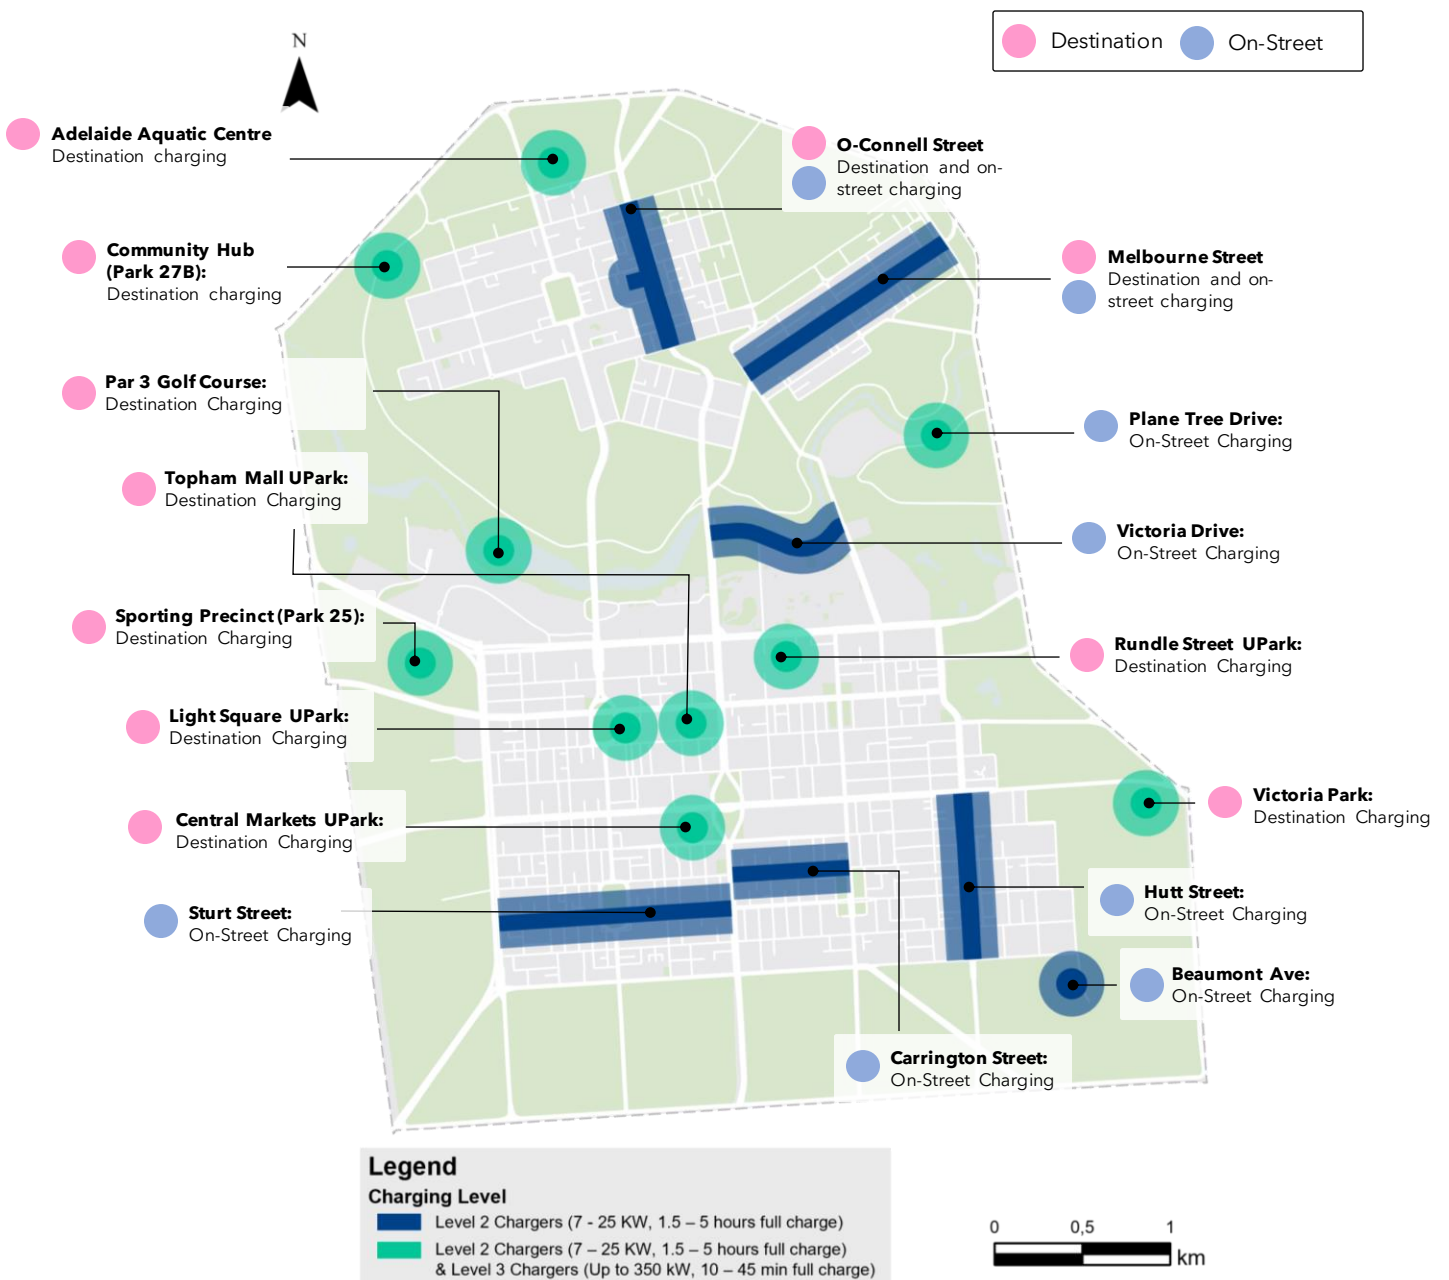 Destination On-Street
N
Adelaide Aquatic Centre
Destination charging
O-Connell Street
Destination and on-
street charging
Community Hub
(Park 27B):
Destination charging
Melbourne Street
Destination and on-
street charging
Par 3 Golf Course:
Destination Charging
Plane Tree Drive:
On-Street Charging
Topham Mall UPark:
Destination Charging
Victoria Drive:
On-Street Charging
Sporting Precinct (Park 25):
Destination Charging
Rundle Street UPark:
Destination Charging
Light Square UPark:
Destination Charging
Victoria Park:
Destination Charging
Central Markets UPark:
Destination Charging
Hutt Street:
On-Street Charging
Sturt Street:
On-Street Charging
Beaumont Ave:
On-Street Charging
Carrington Street:
On-Street Charging
Legend
Charging Level
Level 2 Chargers (7 - 25 KW, 1.5 – 5 hours full charge)
Level 2 Chargers (7 – 25 KW, 1.5 – 5 hours full charge)
& Level 3 Chargers (Up to 350 kW, 10 – 45 min full charge)
0 0,5 1
km